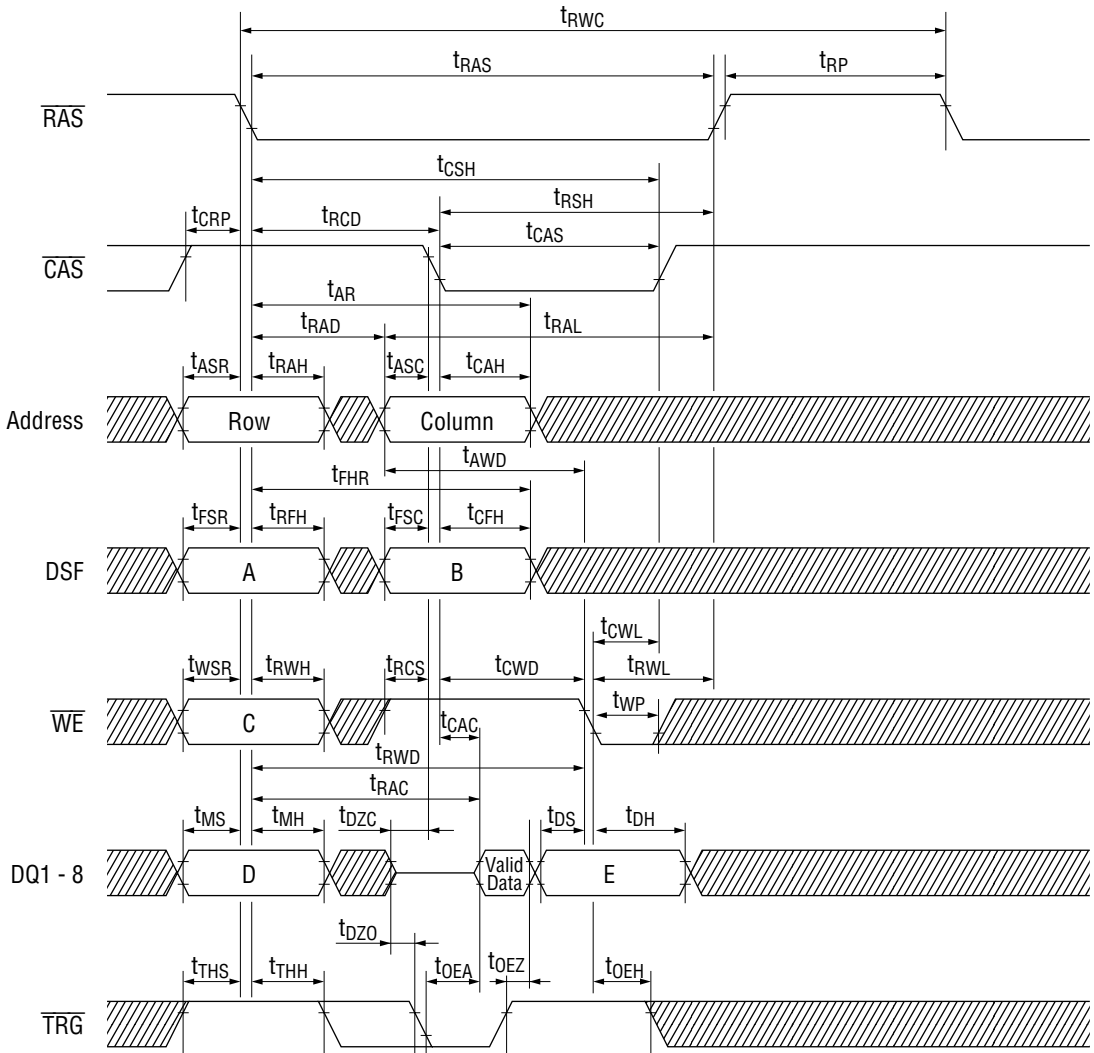 tRWC
tRAS tRP
RAS
tCSH
tRSH
tCRP tRCD
tCAS
CAS
tAR
tRAD tRAL
tASR tRAH tASC tCAH
Address Row Column
tAWD
tFHR
tFSR tRFH tFSC tCFH
DSF A B
tCWL
tWSR tRWH tRCS tCWD tRWL
tWP
WE C
tCAC
tRWD
tRAC
tMS tMH tDZC tDS tDH
DQ1 - 8 D Valid Data E
tDZO
tTHS tTHH tOEA tOEZ tOEH
TRG